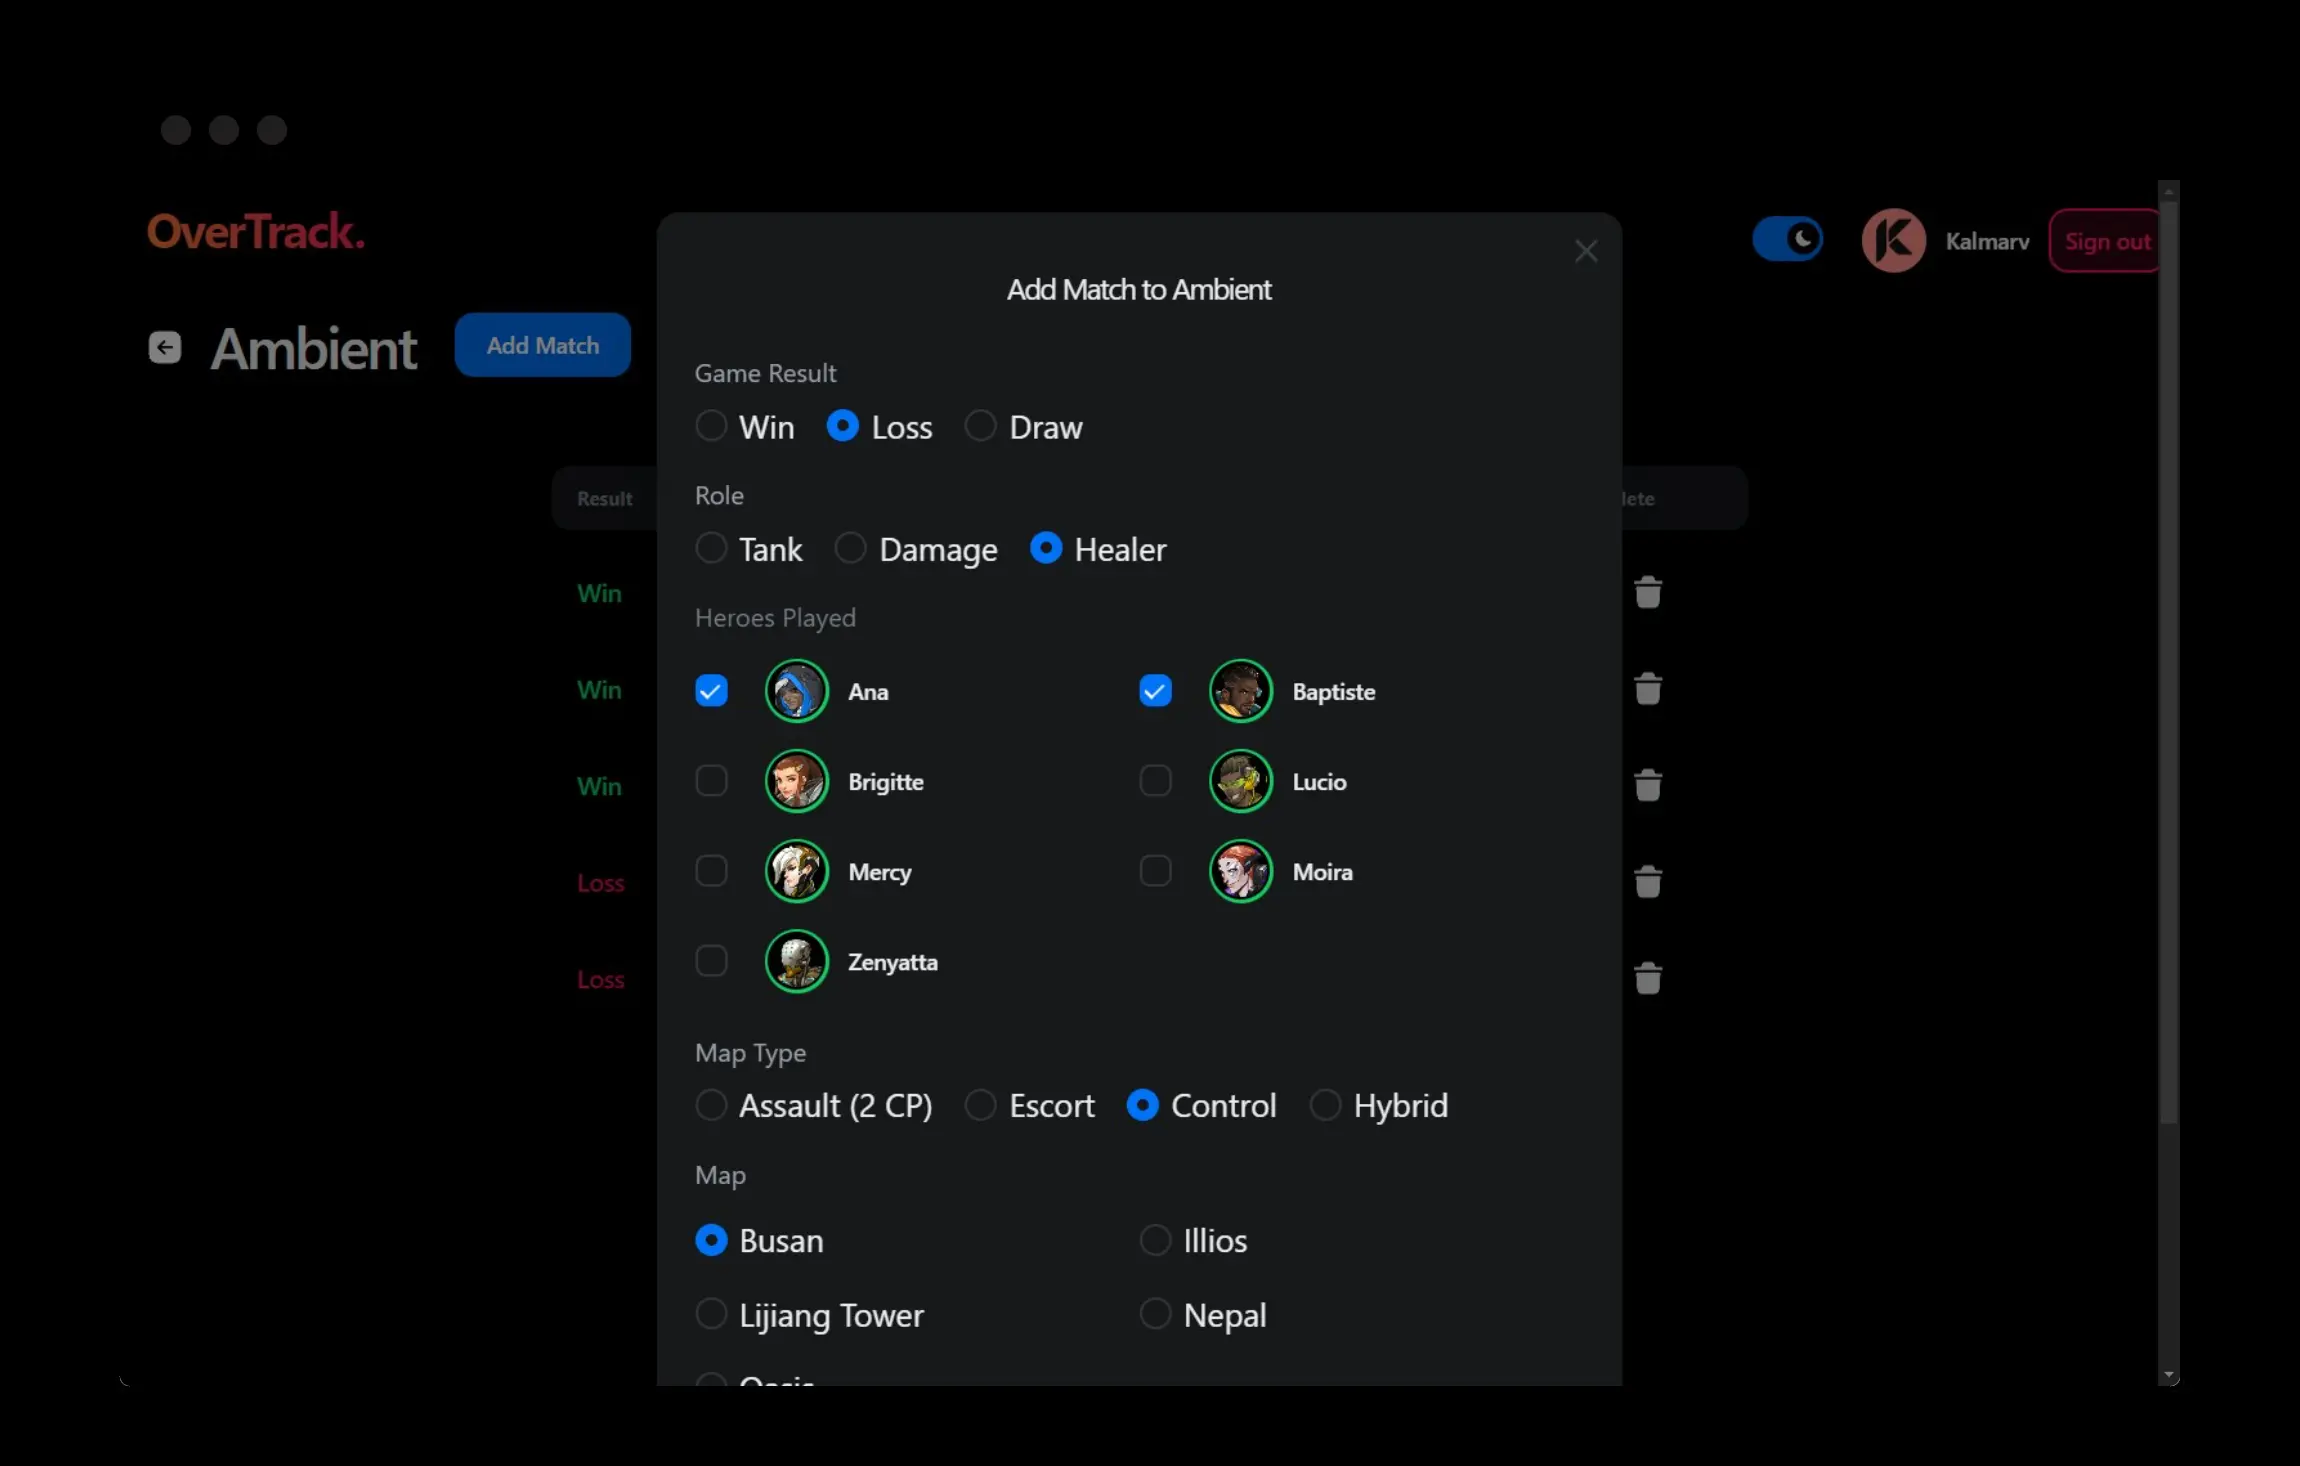 OverTrack.
Kalmarv
Sign out
Ambient
Add Match
Add Match to Ambient
Game Result
Win Loss Draw
Role
Tank Damage Healer
Heroes Played
Ana Baptiste
Brigitte Lucio
Mercy Moira
Zenyatta
Map Type
Assault (2 CP) Escort Control Hybrid
Map
Busan Illios
Lijiang Tower Nepal
Oasis
Result
lete
Win
Win
Win
Loss
Loss